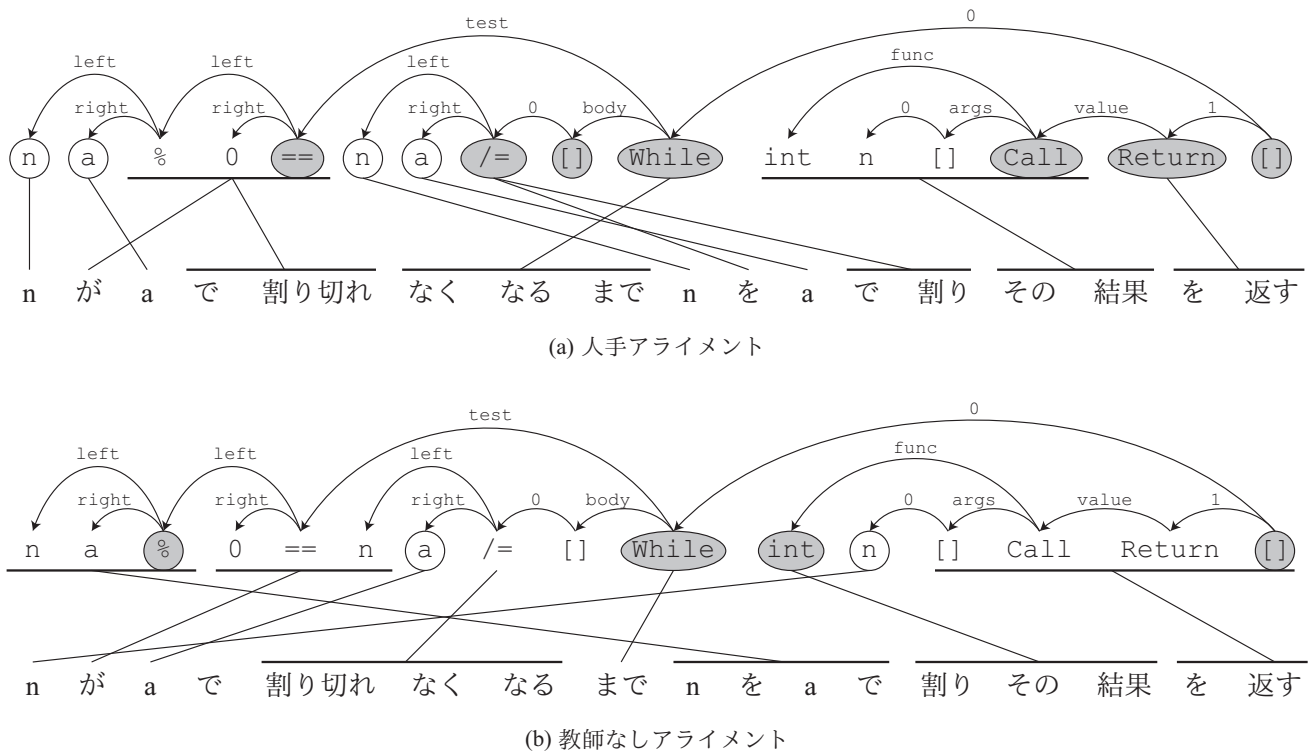 test 0
left left left func
right right right 0 body 0 args value 1
n a % 0 == n a /= [] While int n [] Call Return []
n が a で 割り切れ なく なる まで n を a で 割り その 結果 を 返す
(a) 人手アライメント
test 0
left left left func
right right right 0 body 0 args value 1
n a % 0 == n a /= [] While int n [] Call Return []
n が a で 割り切れ なく なる まで n を a で 割り その 結果 を 返す
(b) 教師なしアライメント